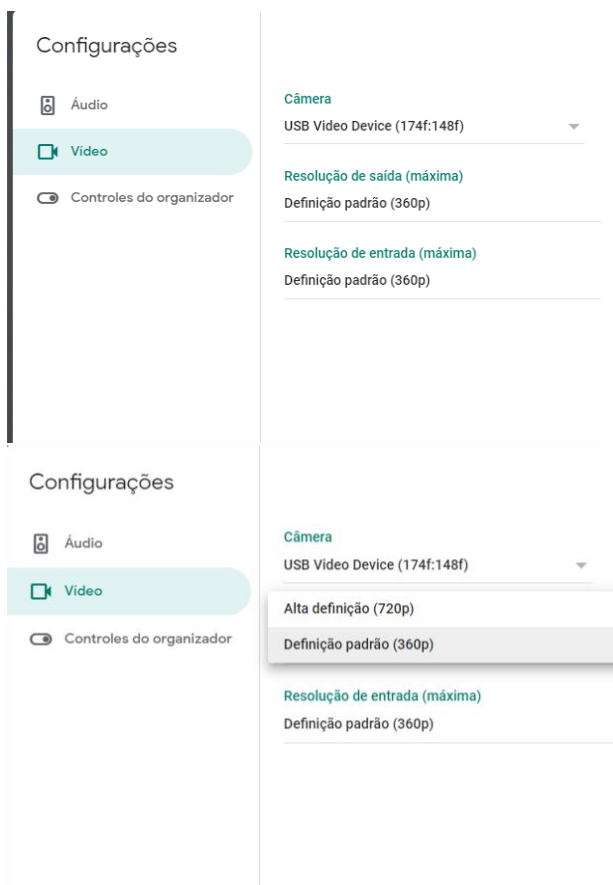 Configurações
Áudio
Vídeo
Controles do organizador
Câmera
USB Video Device (174f:148f)
Resolução de saída (máxima)
Definição padrão (360p)
Resolução de entrada (máxima)
Definição padrão (360p)
Configurações
Áudio
Vídeo
Controles do organizador
Câmera
USB Video Device (174f:148f)
Alta definição (720p)
Definição padrão (360p)
Resolução de entrada (máxima)
Definição padrão (360p)